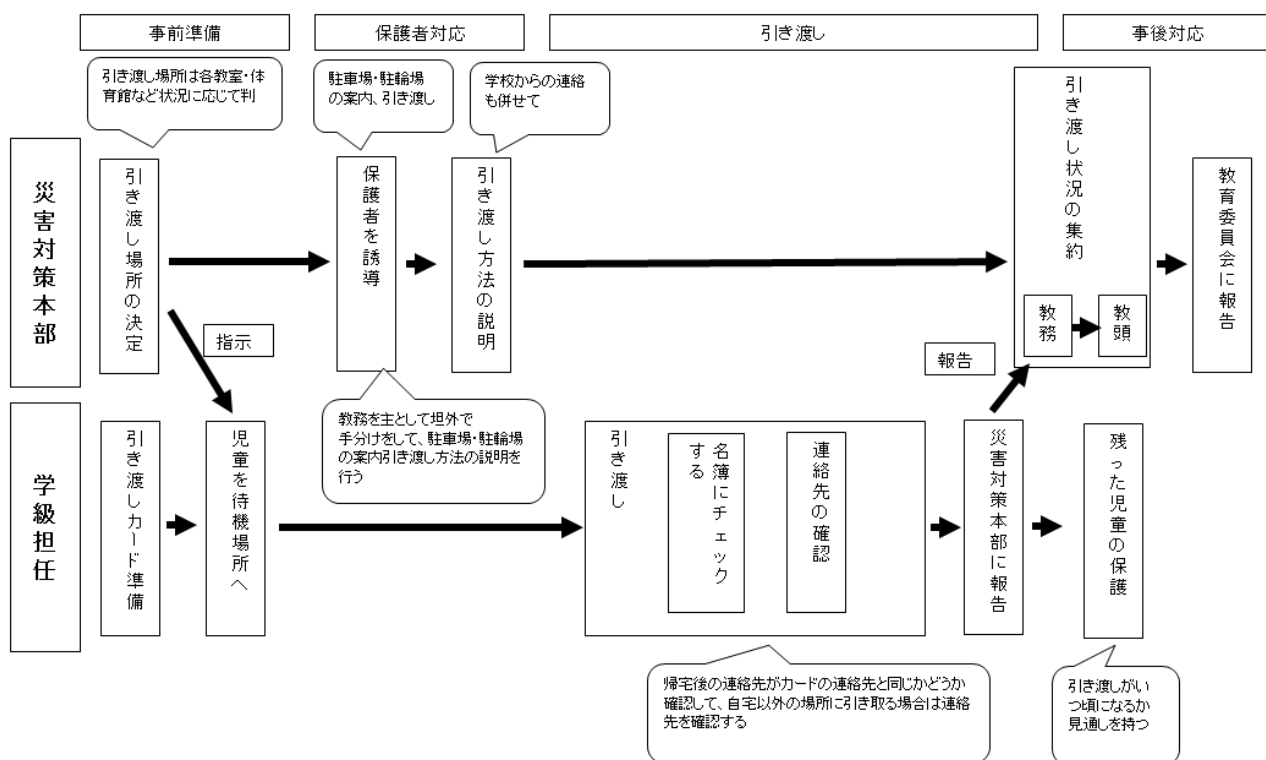 事前準備
保護者対応
引き渡し
事後対応
引き渡し場所は各教室・体
育館など状況に応じて判
駐車場・駐輪場
の案内、引き渡し
学校からの連絡
も併せて
災害対策本部
引き渡し場所の決定
保護者を誘導
引き渡し方法の説明
引き渡し状況の集約
教務
教頭
教育委員会に報告
指示
報告
教務を主として坦外で
手分けをして、駐車場・駐輪場
の案内引き渡し方法の説明を
行う
学級担任
引き渡しカード準備
児童を待機場所へ
引き渡し
名簿にチェック
する
連絡先の確認
災害対策本部に報告
残った児童の保護
帰宅後の連絡先がカードの連絡先と同じかどうか
確認して、自宅以外の場所に引き取る場合は連絡
先を確認する
引き渡しがい
つ頃になるか
見通しを持つ